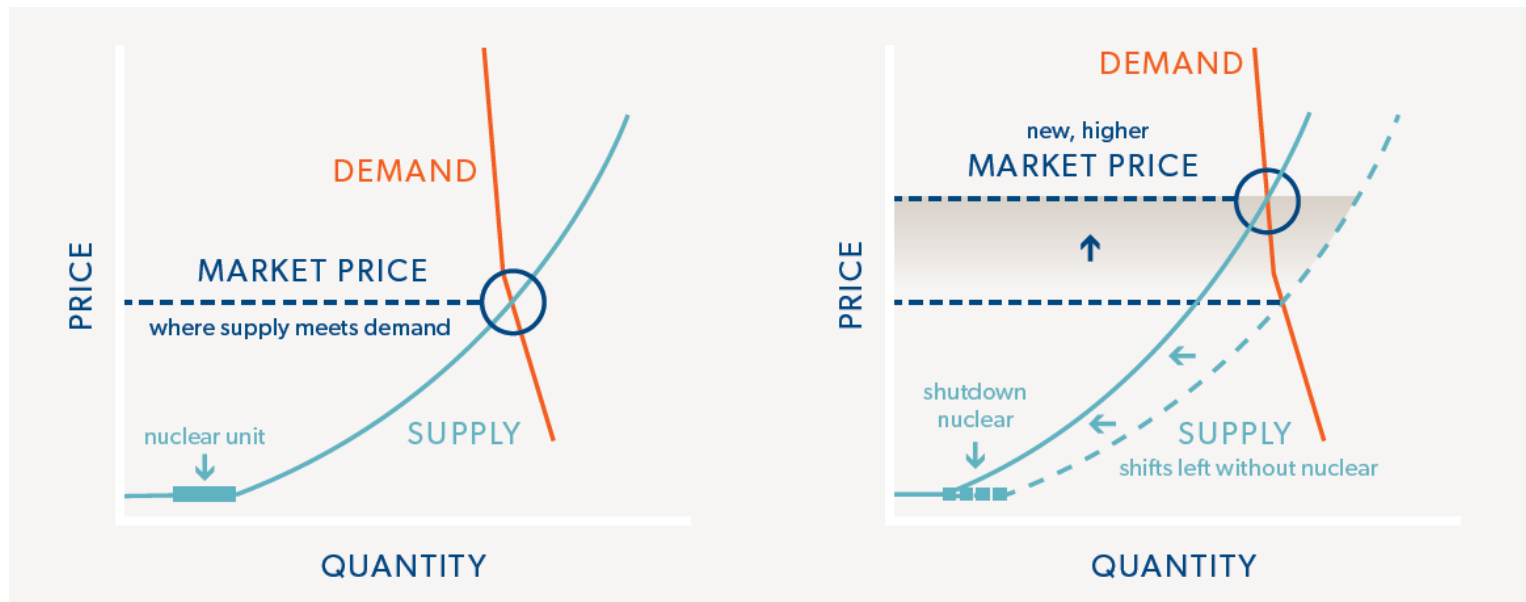 DEMAND
MARKET PRICE
where supply meets demand
PRICE
nuclear unit
SUPPLY
QUANTITY
DEMAND
new, higher
MARKET PRICE
PRICE
shutdown
nuclear
SUPPLY
shifts left without nuclear
QUANTITY